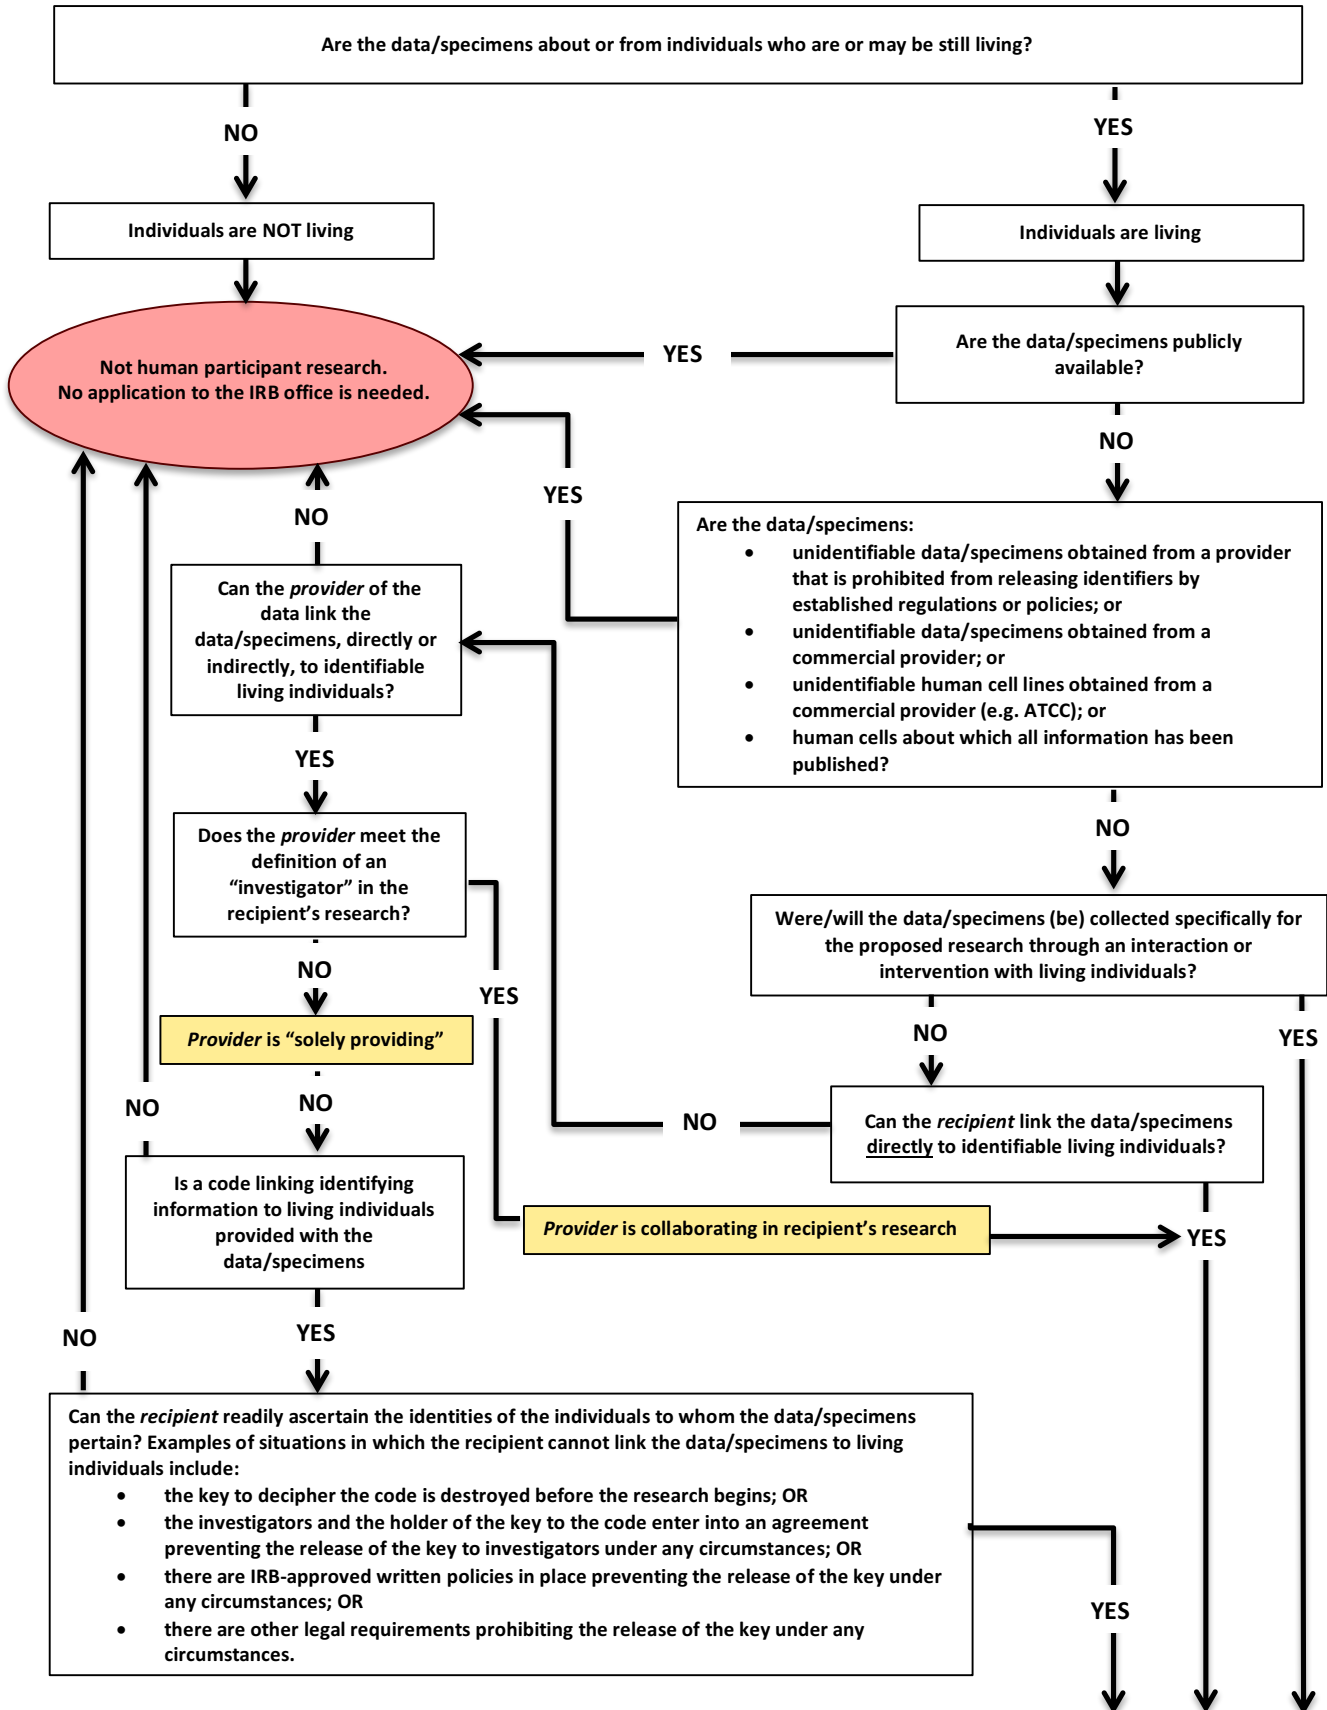 Are the data/specimens about or from individuals who are or may be still living?
NO
YES
Individuals are NOT living
Individuals are living
Not human participant research.
No application to the IRB office is needed.
YES
Are the data/specimens publicly
available?
NO
YES
NO
Are the data/specimens:
• unidentifiable data/specimens obtained from a provider
that is prohibited from releasing identifiers by
established regulations or policies; or
• unidentifiable data/specimens obtained from a
commercial provider; or
• unidentifiable human cell lines obtained from a
commercial provider (e.g. ATCC); or
• human cells about which all information has been
published?
Can the provider of the
data link the
data/specimens, directly or
indirectly, to identifiable
living individuals?
YES
NO
Does the provider meet the
definition of an
“investigator” in the
recipient’s research?
Were/will the data/specimens (be) collected specifically for
the proposed research through an interaction or
intervention with living individuals?
NO
YES
NO
YES
Provider is “solely providing”
NO
NO
NO
Can the recipient link the data/specimens
directly to identifiable living individuals?
Is a code linking identifying
information to living individuals
provided with the
data/specimens
Provider is collaborating in recipient’s research
YES
NO
YES
Can the recipient readily ascertain the identities of the individuals to whom the data/specimens
pertain? Examples of situations in which the recipient cannot link the data/specimens to living
individuals include:
• the key to decipher the code is destroyed before the research begins; OR
• the investigators and the holder of the key to the code enter into an agreement
preventing the release of the key to investigators under any circumstances; OR
• there are IRB-approved written policies in place preventing the release of the key under
any circumstances; OR
• there are other legal requirements prohibiting the release of the key under any
circumstances.
YES